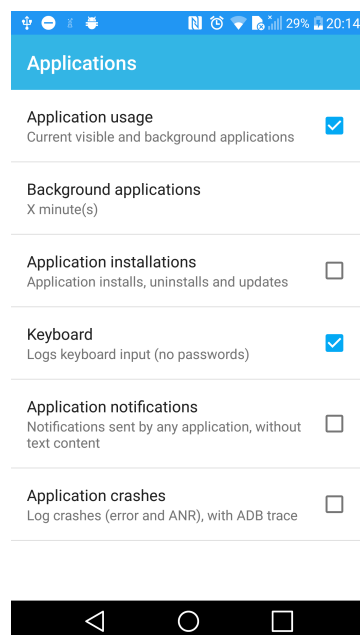 29% 20:14
Applications
Application usage
Current visible and background applications
Background applications
X minute(s)
Application installations
Application installs, uninstalls and updates
Keyboard
Logs keyboard input (no passwords)
Application notifications
Notifications sent by any application, without
text content
Application crashes
Log crashes (error and ANR), with ADB trace